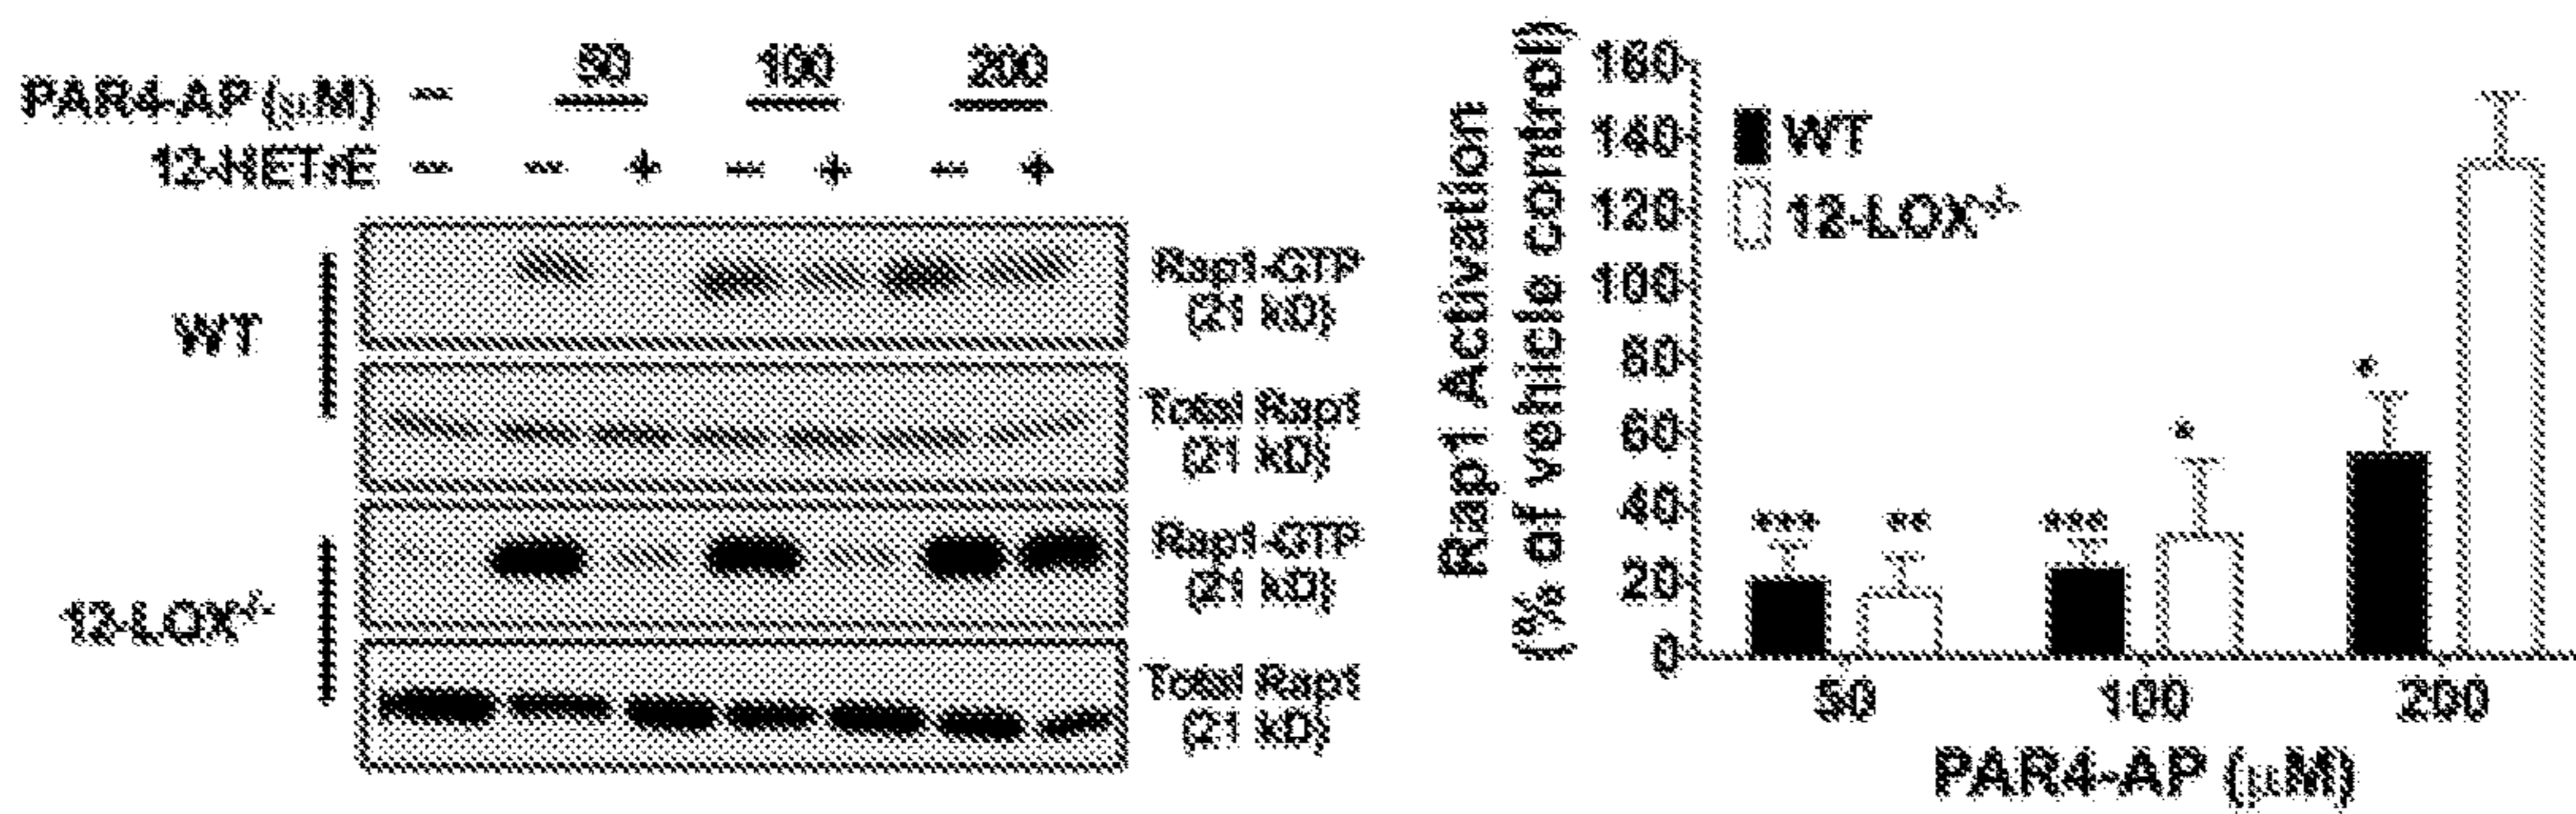 50 100 200
PAR4-AP (μM) –
12-HETrE – – + – + – +
WT
Rap1-GTP
(21 kD)
Total Rap1
(21 kD)
12-LOX-/-
Rap1-GTP
(21 kD)
Total Rap1
(21 kD)
Rap1 Activation
(% of vehicle control)
160
140
120
100
80
60
40
20
0
WT
12-LOX-/-
*** ** *** * *
50 100 200
PAR4-AP (μM)